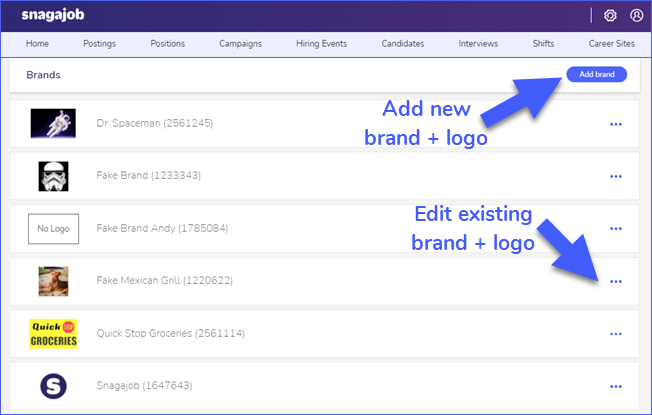 snagajob
Home Postings Positions Campaigns Hiring Events Candidates Interviews Shifts Career Sites
Brands
Add brand
Add new
brand + logo
Dr. Spaceman (2561245)
Fake Brand (1233343)
No Logo
Fake Brand Andy (1785084)
Edit existing
brand + logo
Fake Mexican Grill (1220622)
Quick STOP
GROCERIES
Quick Stop Groceries (2561114)
S
Snagajob (1647643)